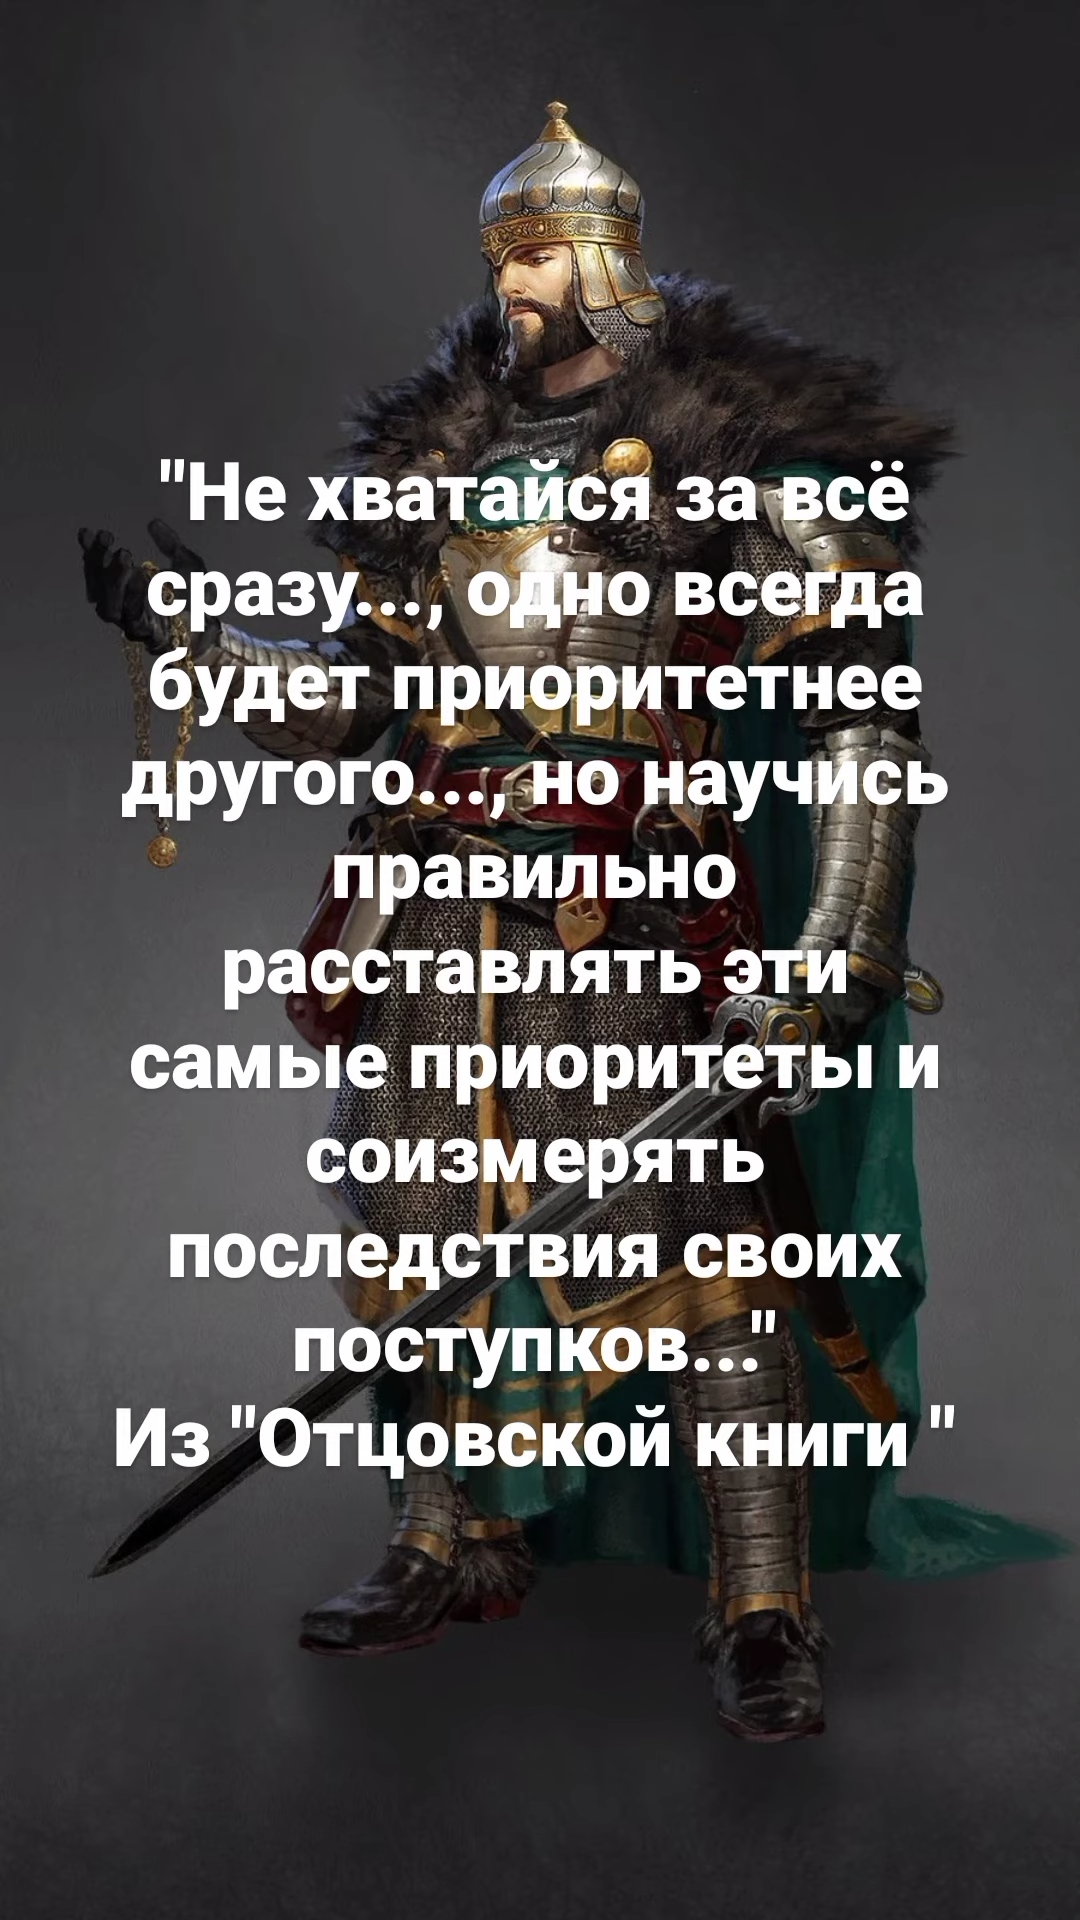 "Не хватайся за всё
сразу..., одно всегда
будет приоритетнее
другого..., но научись
правильно
расставлять эти
самые приоритеты и
соизмерять
последствия своих
поступков..."
Из "Отцовской книги "